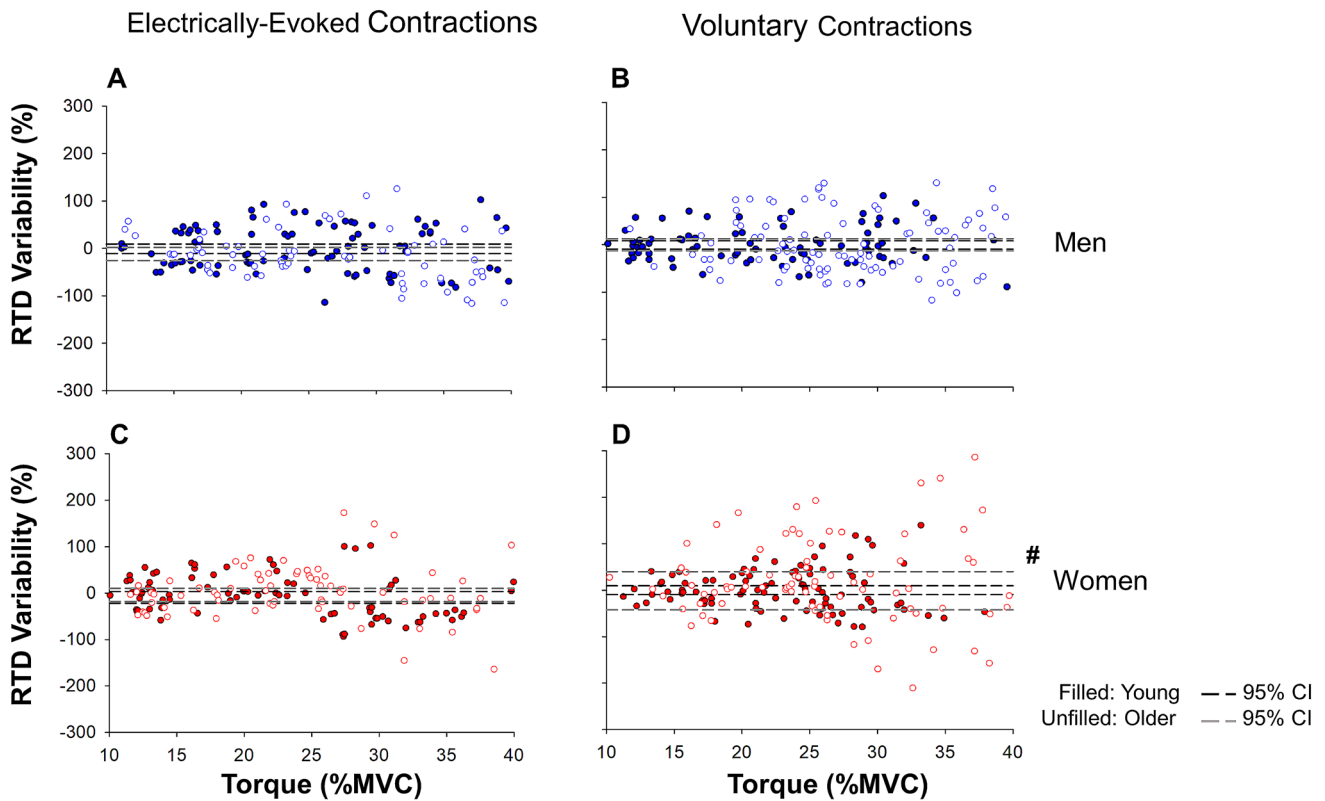 Electrically-Evoked Contractions
Voluntary Contractions
A
B
RTD Variability (%)
300
200
100
0
-100
-200
-300
Men
C
D
RTD Variability (%)
300
200
100
0
-100
-200
-300
#
Women
Filled: Young
95% CI
Unfilled: Older
95% CI
10 15 20 25 30 35 40
10 15 20 25 30 35 40
Torque (%MVC)
Torque (%MVC)